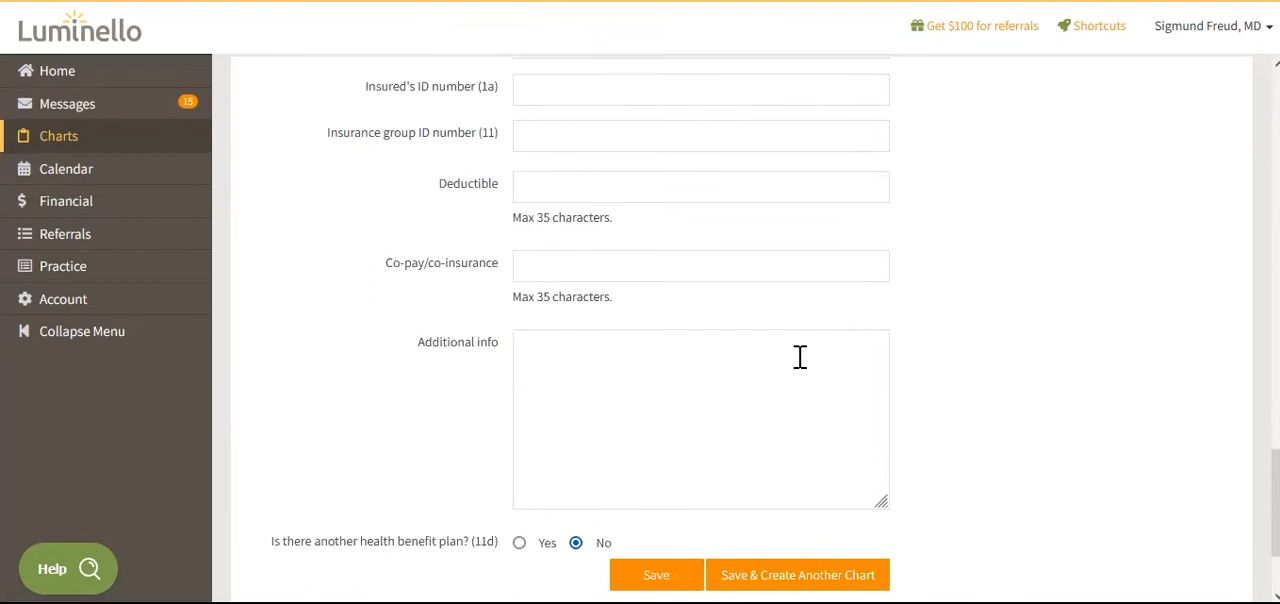 Luminello
Get $100 for referrals
Shortcuts
Sigmund Freud, MD
Home
Messages
15
Charts
Calendar
$ Financial
Referrals
Practice
Account
Collapse Menu
Help
Insured's ID number (1a)
Insurance group ID number (11)
Deductible
Max 35 characters.
Co-pay/co-insurance
Max 35 characters.
Additional info
Is there another health benefit plan? (11d) Yes No
Save
Save & Create Another Chart